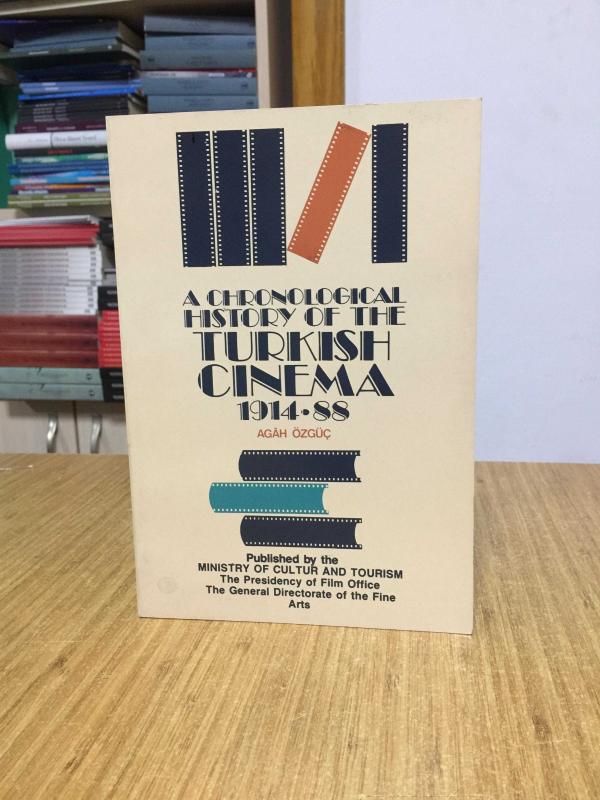 A CHRONOLOGICAL
HISTORY OF THE
TURKISH
CINEMA
1914•88
AGÂH ÖZGÜÇ
Published by the
MINISTRY OF CULTUR AND TOURISM
The Presidency of Film Office
The General Directorate of the Fine
Arts